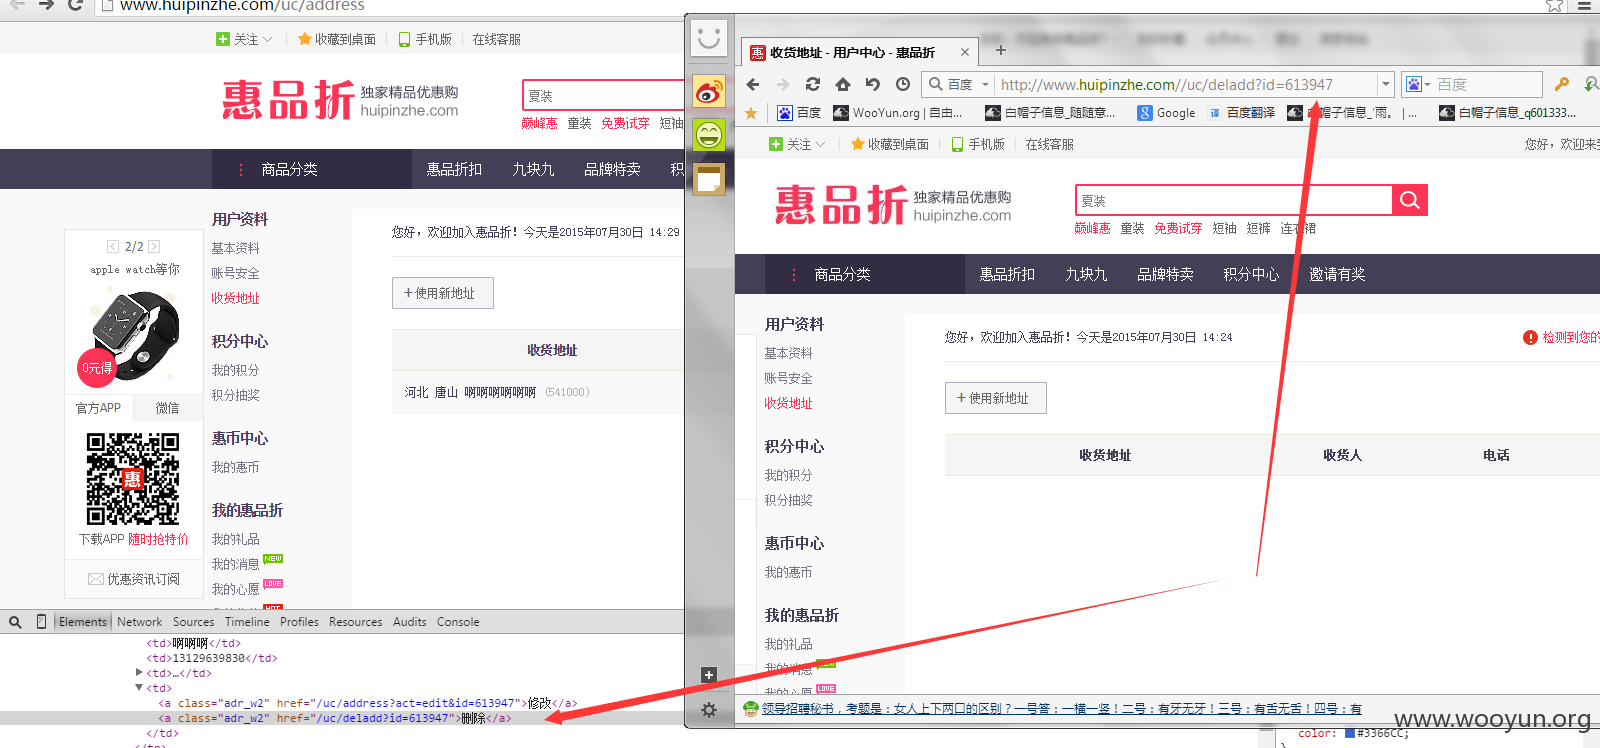 www.huipinzhe.com/uc/address
关注
收藏到桌面
手机版
在线客服
惠品折
独家精品优惠购
huipinzhe.com
夏装
巅峰惠 童装 免费试穿 短袖
商品分类
惠品折扣 九块九 品牌特卖 积
2/2
apple watch等你
0元得
官方APP
微信
惠
下载APP 随时抢特价
优惠资讯订阅
用户资料
基本资料
账号安全
收货地址
积分中心
我的积分
积分抽奖
惠币中心
我的惠币
我的惠品折
我的礼品
我的消息 NEW
我的心愿 LOVE
您好，欢迎加入惠品折！今天是2015年07月30日 14:29
+使用新地址
收货地址
河北 唐山 啊啊啊啊啊啊 (541000)
Elements Network Sources Timeline Profiles Resources Audits Console
<td>啊啊啊</td>
<td>13129639830</td>
<td>…</td>
<td>
<a class="adr_w2" href="/uc/address?act=edit&id=613947">修改</a>
<a class="adr_w2" href="/uc/deladd?id=613947">删除</a>
</td>
</tr>
收货地址 - 用户中心 - 惠品折
百度
http://www.huipinzhe.com//uc/deladd?id=613947
百度
百度
WooYun.org | 自由...
白帽子信息_随随意...
Google
百度翻译
白帽子信息_'雨。 | ...
白帽子信息_q601333...
关注
收藏到桌面
手机版
在线客服
您好，欢迎来到
惠品折
独家精品优惠购
huipinzhe.com
夏装
巅峰惠 童装 免费试穿 短袖 短裤 连衣裙
商品分类
惠品折扣 九块九 品牌特卖 积分中心 邀请有奖
用户资料
基本资料
账号安全
收货地址
积分中心
我的积分
积分抽奖
惠币中心
我的惠币
我的惠品折
我的礼品
我的消息
我的心愿 LOVE
您好，欢迎加入惠品折！今天是2015年07月30日 14:24
检测到您的
+使用新地址
收货地址 收货人 电话
领导招聘秘书，考题是：女人上下两口的区别？一号答：一横一竖！二号：有牙无牙！三号：有舌无舌！四号：有
www.wooyun.org
color: #3366CC;
}